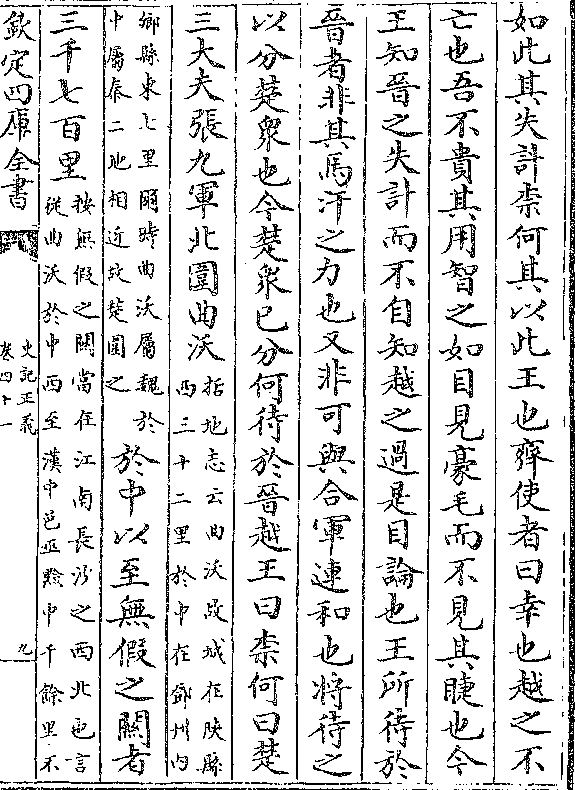 如此其失計柰何其以此王也齊使者曰幸也越之不
亡也吾不貴其用智之如目見豪毛而不見其睫也今
王知晉之失計而不自知越之過是目論也王所待於
晉者非其馬汗之力也又非可與合軍連和也將待之
以分楚衆也今楚衆已分何待於晉越王曰柰何曰楚
三大夫張九軍北圍曲沃
括地志云曲沃故城在陜縣
西三十二里於中在鄧州内
鄉縣東七里爾時曲沃屬魏於
中屬秦二地相近故楚圍之
於中以至無假之關者
三千七百里
按無假之關當在江南長沙之西北也言
從曲沃於中西至漢中邑巫黔中千餘里不
欽定四庫全書
史記正義
卷四十一
九